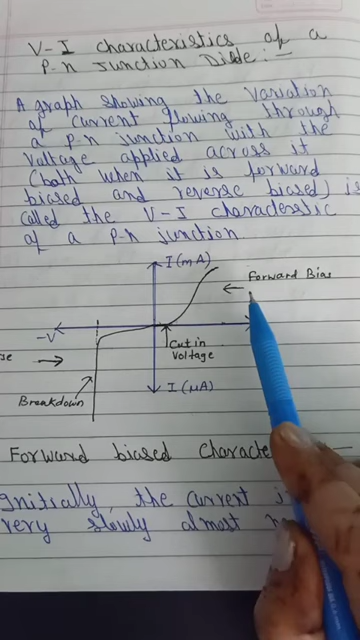 V-I characteristics of a
P-n Junction Diode:-
A graph showing the Variation
of current flowing through
a p-n junction with the
Voltage applied across it
(both when it is forward
biased and reverse biased) is
called the V-I characterstic
of a p-n junction
I (mA)
Forward Bias
-V
Cut in
Voltage
Breakdown
I (μA)
Forward biased Characte
gnitially, the current i
very slowly almost